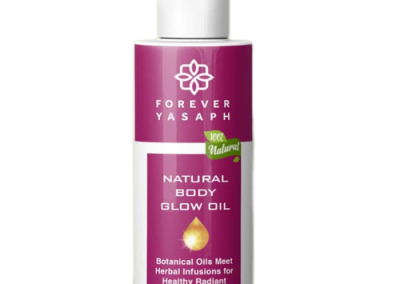 FOREVER
YASAPH
100%
Natural
NATURAL
BODY
GLOW OIL
Botanical Oils Meet
Herbal Infusions for
Healthy Radiant